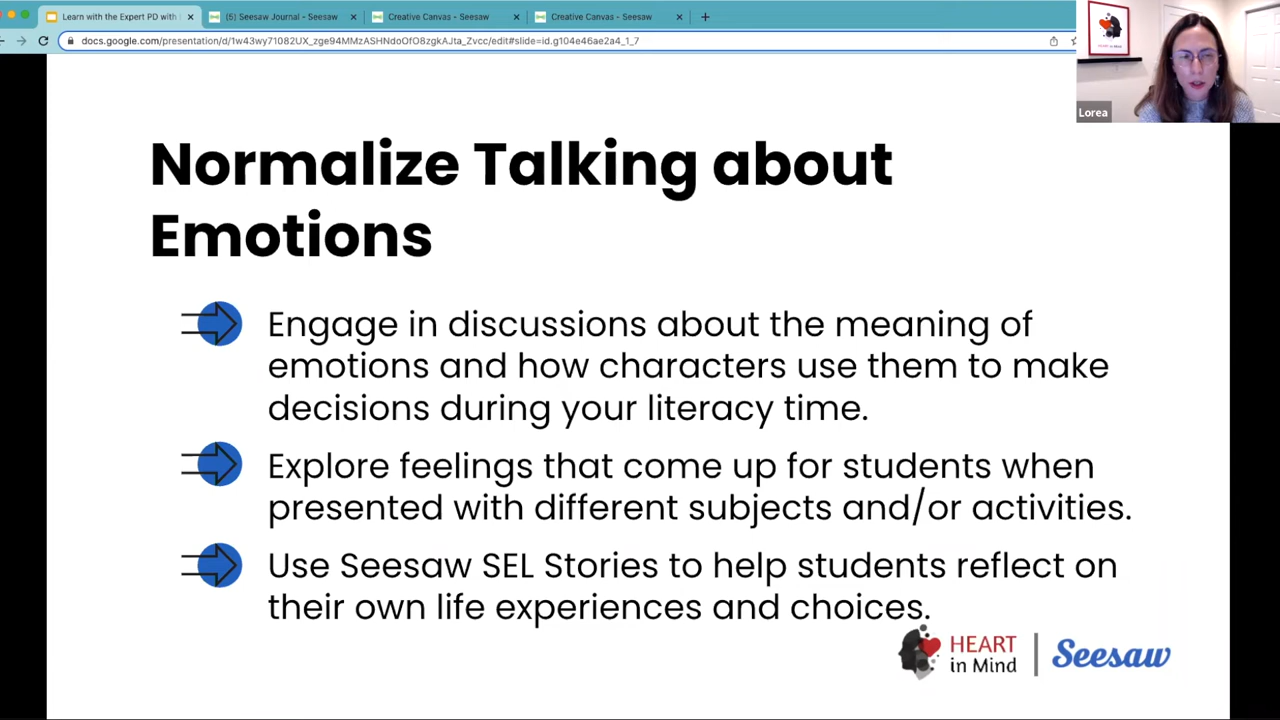 Learn with the Expert PD with
(5) Seesaw Journal - Seesaw
Creative Canvas - Seesaw
Creative Canvas - Seesaw
docs.google.com/presentation/d/1w43wy71082UX_zge94MMzASHNdoOfO8zgkAJta_Zvcc/edit#slide=id.g104e46ae2a4_1_7
HEART in Mind
Lorea
Normalize Talking about
Emotions
Engage in discussions about the meaning of
emotions and how characters use them to make
decisions during your literacy time.
Explore feelings that come up for students when
presented with different subjects and/or activities.
Use Seesaw SEL Stories to help students reflect on
their own life experiences and choices.
HEART
in Mind
Seesaw